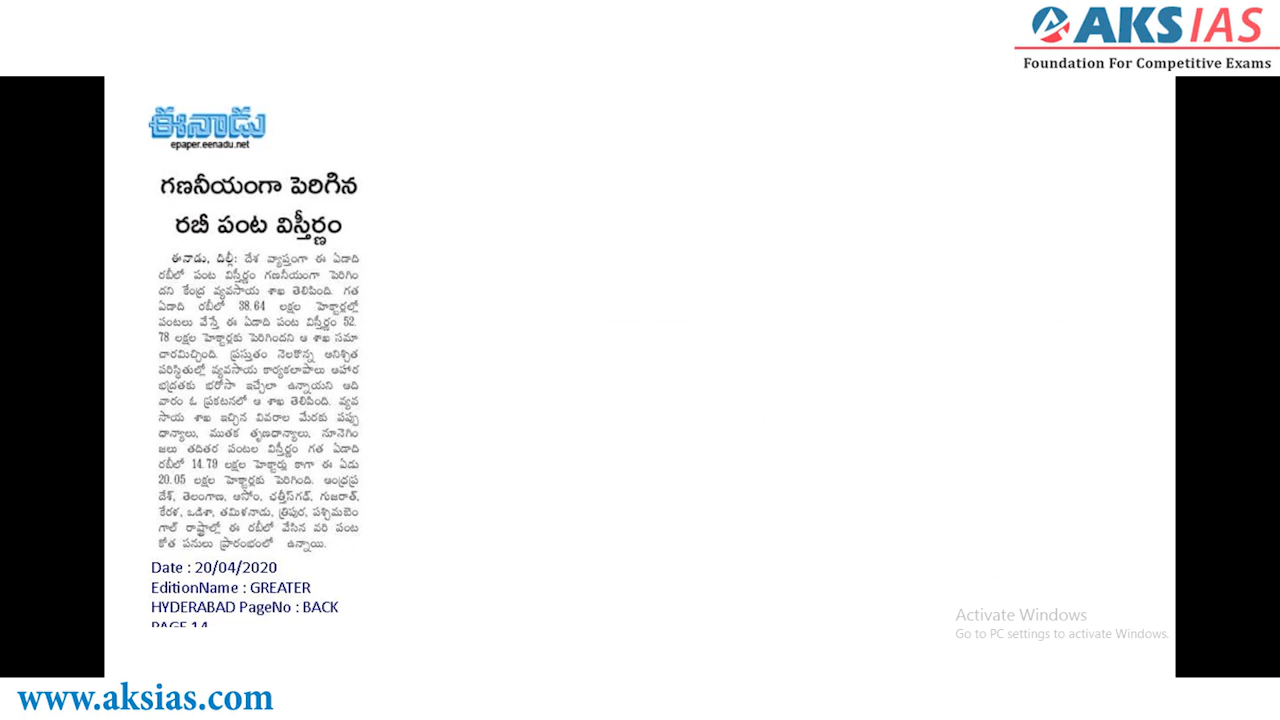 AKS IAS
Foundation For Competitive Exams
ఈనాడు
epaper.eenadu.net
గణనీయంగా పెరిగిన
రబీ పంట విస్తీర్ణం
ఈనాడు, దిల్లీ: దేశ వ్యాప్తంగా ఈ ఏడాది
రబీలో పంట విస్తీర్ణం గణనీయంగా పెరిగిం
దని కేంద్ర వ్యవసాయ శాఖ తెలిపింది. గత
ఏడాది రబీలో 38.64 లక్షల హెక్టార్లల్లో
పంటలు వేస్తే ఈ ఏడాది పంట విస్తీర్ణం 52.
78 లక్షల హెక్టార్లకు పెరిగిందని ఆ శాఖ సమా
చారమిచ్చింది. ప్రస్తుతం నెలకొన్న అనిశ్చిత
పరిస్థితుల్లో వ్యవసాయ కార్యకలాపాలు ఆహార
భద్రతకు భరోసా ఇచ్చేలా ఉన్నాయని ఆది
వారం ఓ ప్రకటనలో ఆ శాఖ తెలిపింది. వ్యవ
సాయ శాఖ ఇచ్చిన వివరాల మేరకు పప్పు
ధాన్యాలు, ముతక తృణధాన్యాలు, నూనెగిం
జలు తదితర పంటల విస్తీర్ణం గత ఏడాది
రబీలో 14.79 లక్షల హెక్టార్లు కాగా ఈ ఏడు
20.05 లక్షల హెక్టార్లకు పెరిగింది. ఆంధ్రప్ర
దేశ్, తెలంగాణ, అసోం, ఛత్తీస్‌గఢ్, గుజరాత్,
కేరళ, ఒడిశా, తమిళనాడు, త్రిపుర, పశ్చిమబెం
గాల్ రాష్ట్రాల్లో ఈ రబీలో వేసిన వరి పంట
కోత పనులు ప్రారంభంలో ఉన్నాయి.
Date : 20/04/2020
EditionName : GREATER
HYDERABAD PageNo : BACK
PAGE 14
Activate Windows
Go to PC settings to activate Windows.
www.aksias.com